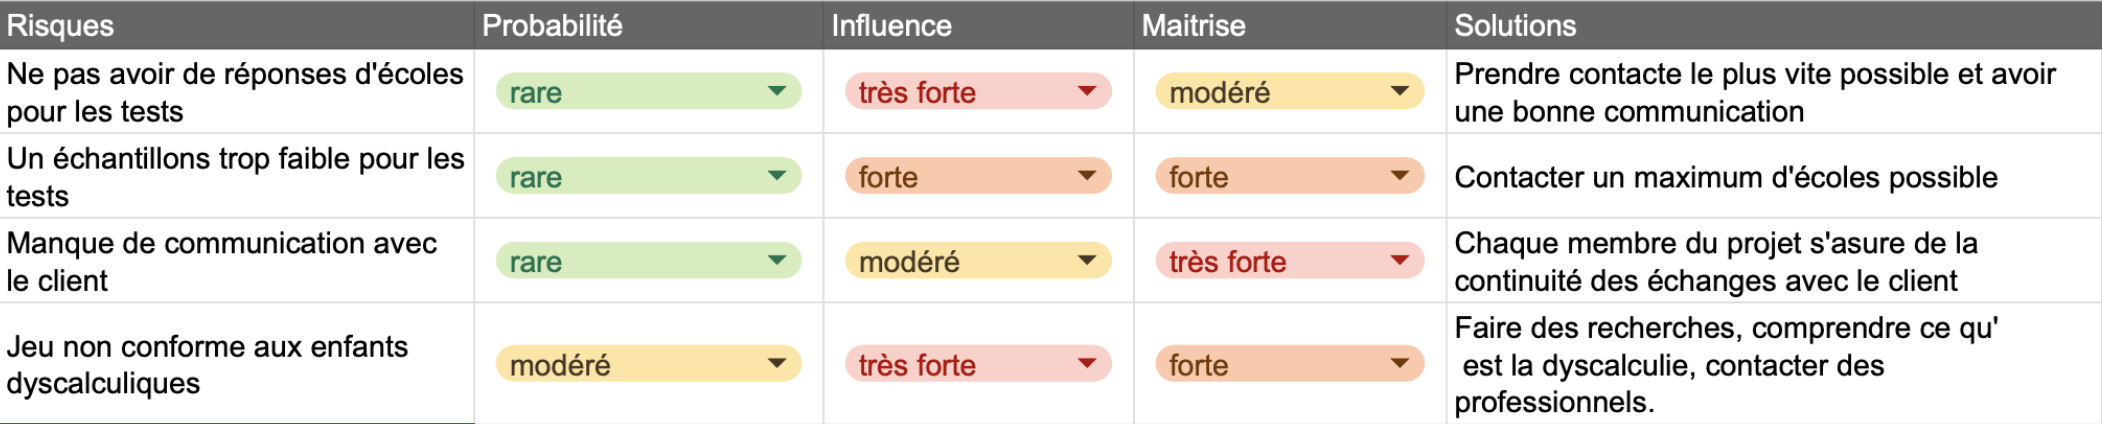 Risques Probabilité Influence Maitrise Solutions
Ne pas avoir de réponses d'écoles
pour les tests
rare
très forte
modéré
Prendre contacte le plus vite possible et avoir
une bonne communication
Un échantillons trop faible pour les
tests
rare
forte
forte
Contacter un maximum d'écoles possible
Manque de communication avec
le client
rare
modéré
très forte
Chaque membre du projet s'asure de la
continuité des échanges avec le client
Jeu non conforme aux enfants
dyscalculiques
modéré
très forte
forte
Faire des recherches, comprendre ce qu'
est la dyscalculie, contacter des
professionnels.